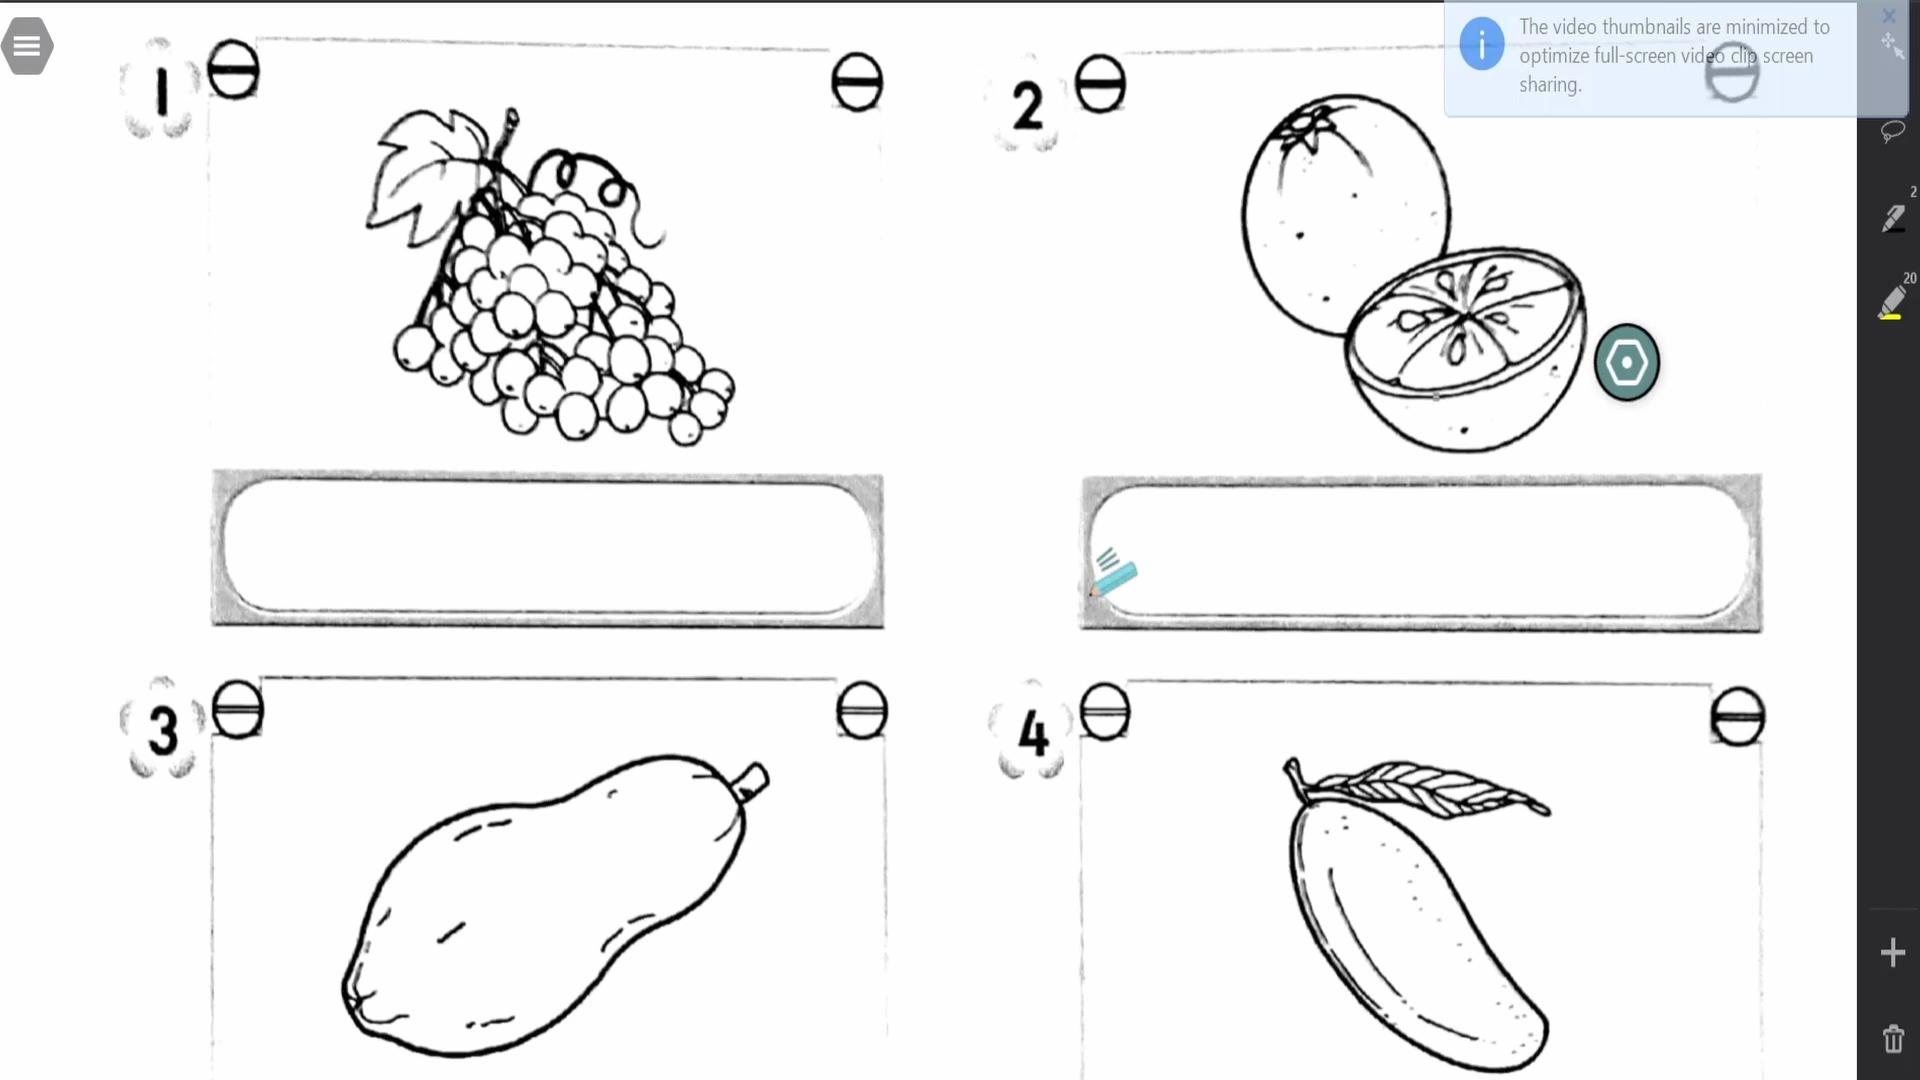 1
2
The video thumbnails are minimized to
optimize full-screen video clip screen
sharing.
2
20
3
4